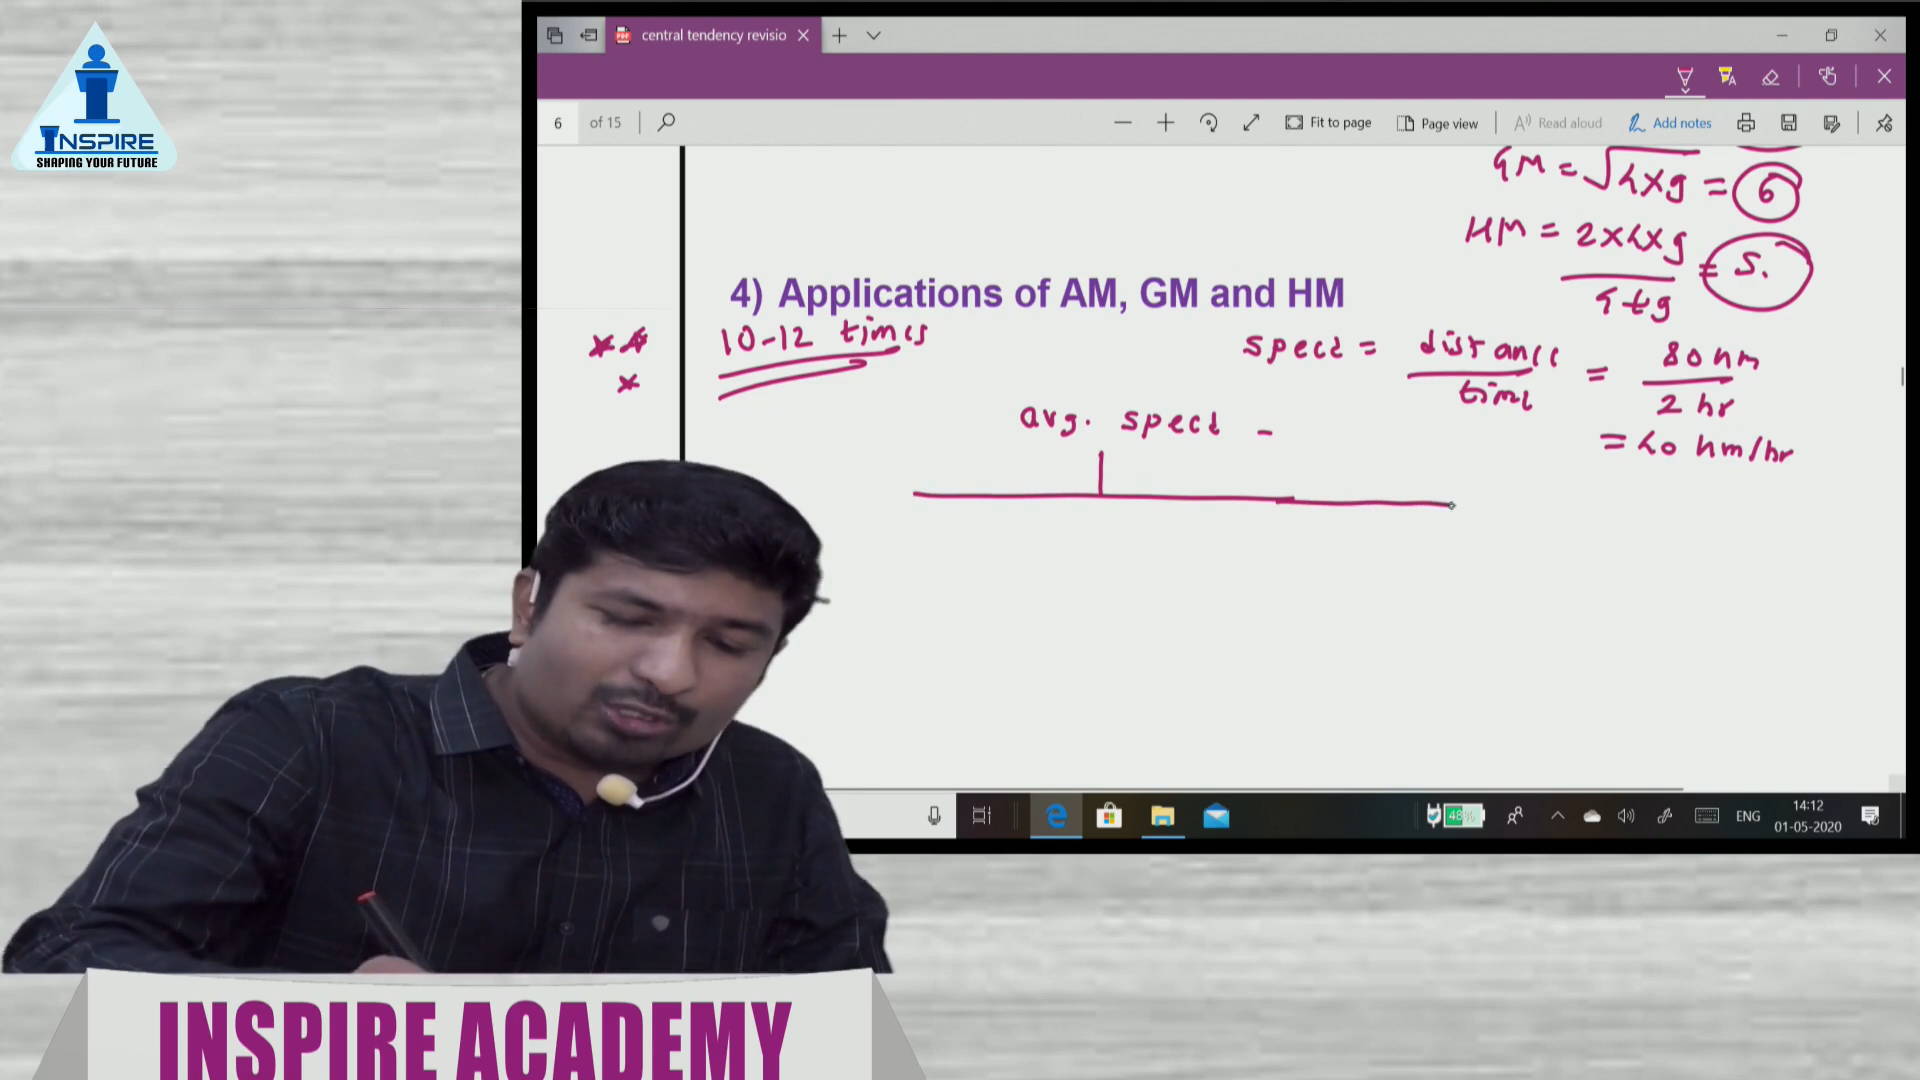 INSPIRE
SHAPING YOUR FUTURE
central tendency revisio
6 of 15
Fit to page
Page view
Read aloud
Add notes
GM = √4×9 = 6
HM = 2×4×9
4+9
= 5.
4) Applications of AM, GM and HM
10-12 times
speed = distance
time
= 80 km
2 hr
= 40 km/hr
avg. speed -
48%
ENG
14:12
01-05-2020
INSPIRE ACADEMY